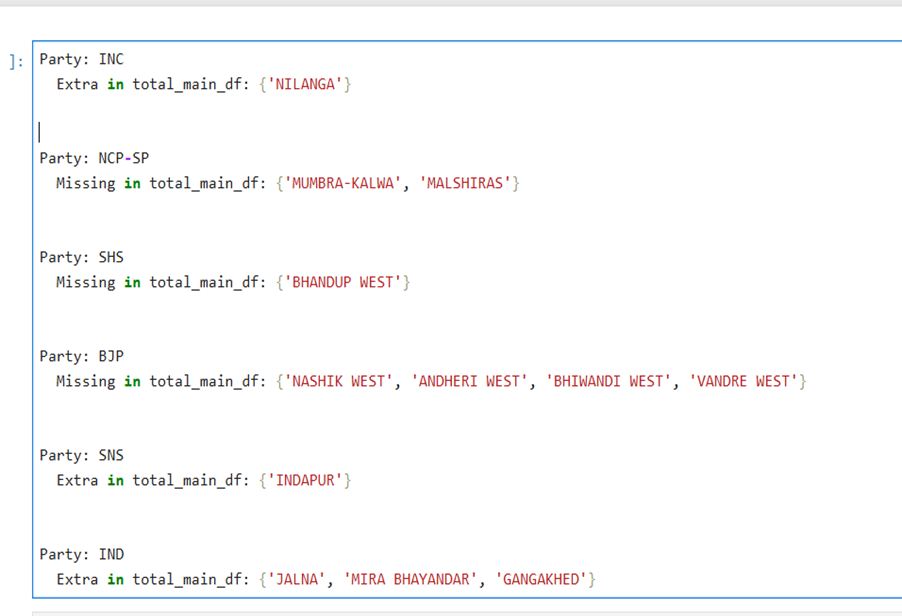 ]:
Party: INC
Extra in total_main_df: {'NILANGA'}
Party: NCP-SP
Missing in total_main_df: {'MUMBRA-KALWA', 'MALSHIRAS'}
Party: SHS
Missing in total_main_df: {'BHANDUP WEST'}
Party: BJP
Missing in total_main_df: {'NASHIK WEST', 'ANDHERI WEST', 'BHIWANDI WEST', 'VANDRE WEST'}
Party: SNS
Extra in total_main_df: {'INDAPUR'}
Party: IND
Extra in total_main_df: {'JALNA', 'MIRA BHAYANDAR', 'GANGAKHED'}